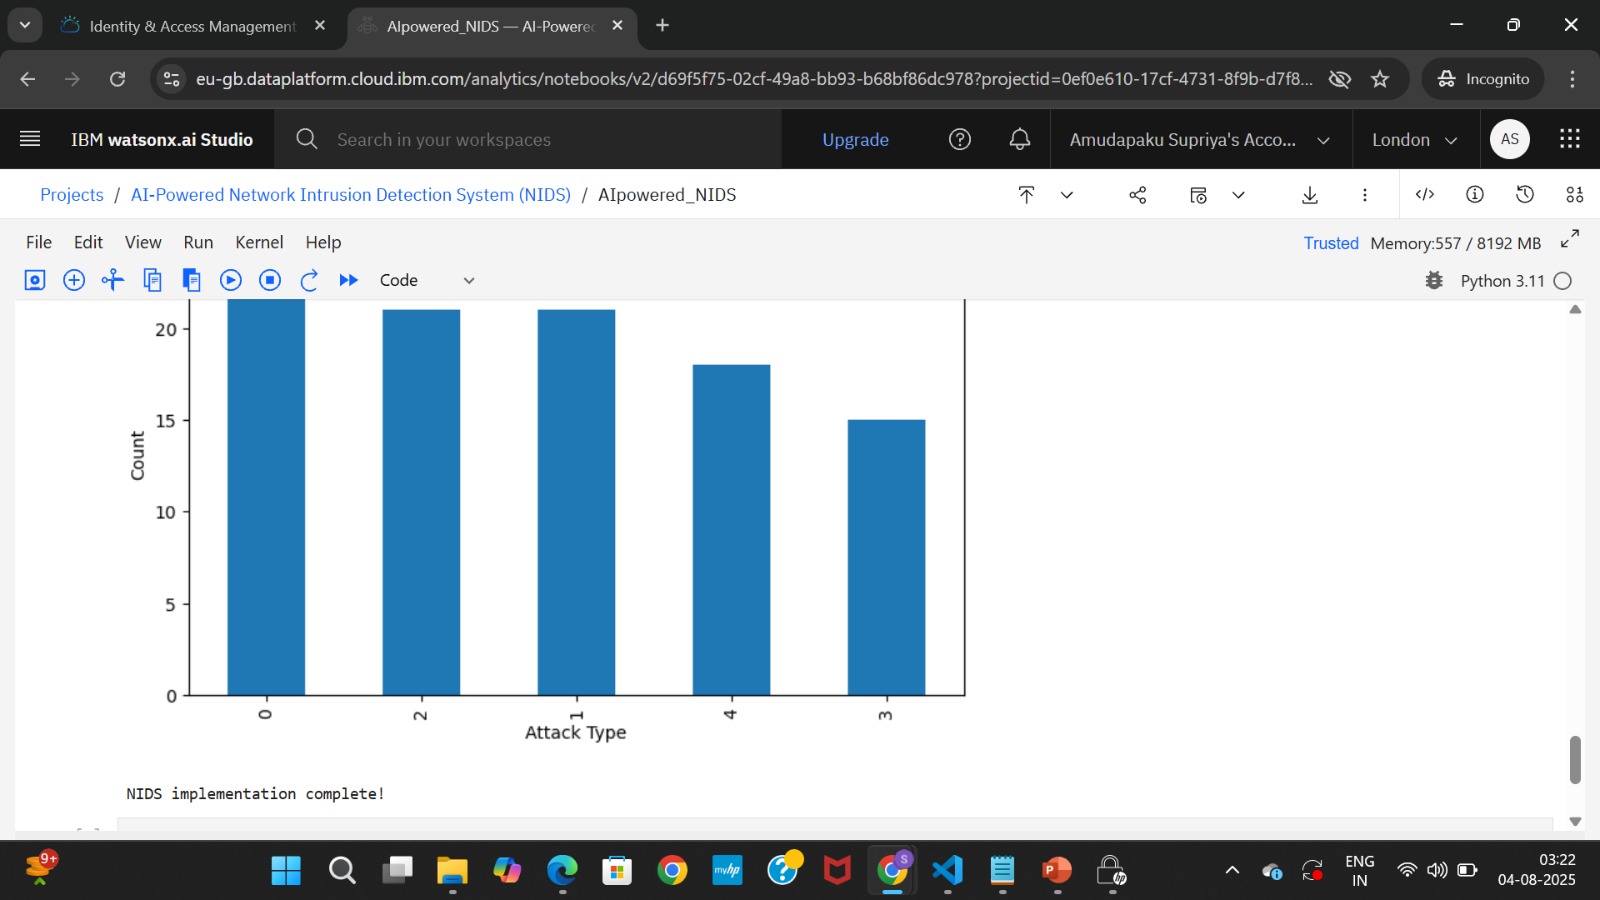 Identity & Access Management
AIpowered_NIDS — AI-Powere
eu-gb.dataplatform.cloud.ibm.com/analytics/notebooks/v2/d69f5f75-02cf-49a8-bb93-b68bf86dc978?projectid=0ef0e610-17cf-4731-8f9b-d7f8...
Incognito
IBM watsonx.ai Studio
Search in your workspaces
Upgrade
Amudapaku Supriya's Acco...
London
AS
Projects / AI-Powered Network Intrusion Detection System (NIDS) / AIpowered_NIDS
File Edit View Run Kernel Help
Trusted Memory:557 / 8192 MB
Code
Python 3.11
20
15
10
5
0
Count
0 2 1 4 3
Attack Type
NIDS implementation complete!
[ ]
9+
myhp
S
P
hp
ENG
IN
03:22
04-08-2025